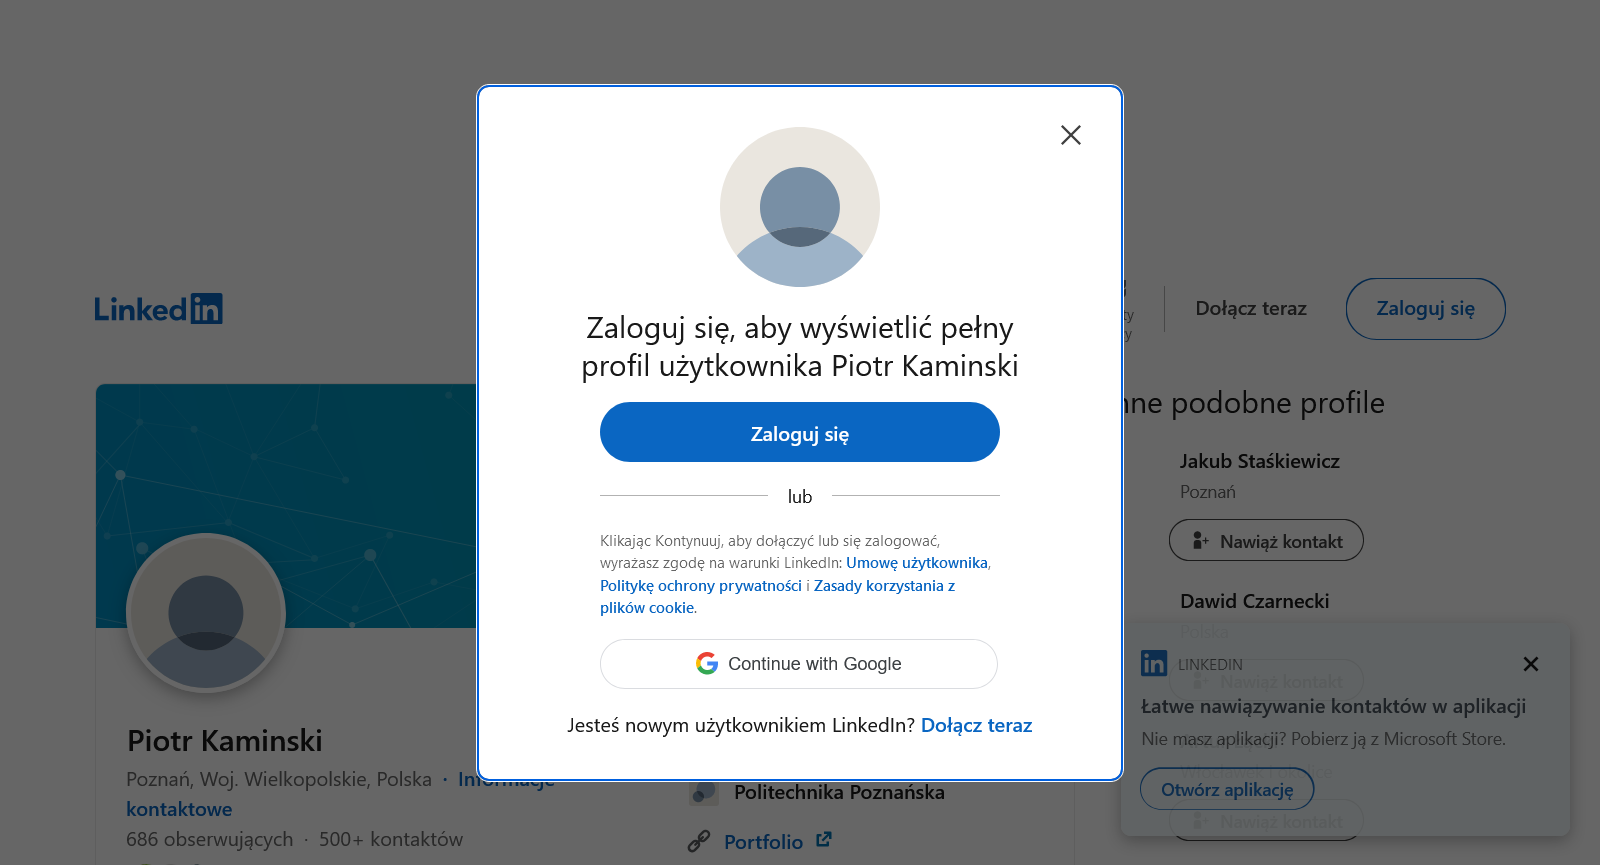 Zaloguj się, aby wyświetlić pełny
profil użytkownika Piotr Kaminski
Zaloguj się
lub
Klikając Kontynuuj, aby dołączyć lub się zalogować,
wyrażasz zgodę na warunki LinkedIn: Umowę użytkownika,
Politykę ochrony prywatności i Zasady korzystania z
plików cookie.
Continue with Google
Jesteś nowym użytkownikiem LinkedIn? Dołącz teraz
Linked in
Dołącz teraz
Zaloguj się
Piotr Kaminski
Poznań, Woj. Wielkopolskie, Polska · Informacje
kontaktowe
686 obserwujących · 500+ kontaktów
Politechnika Poznańska
Portfolio
nne podobne profile
Jakub Staśkiewicz
Poznań
Nawiąż kontakt
Dawid Czarnecki
Polska
Nawiąż kontakt
in LINKEDIN
Łatwe nawiązywanie kontaktów w aplikacji
Nie masz aplikacji? Pobierz ją z Microsoft Store.
Otwórz aplikację
Nawiąż kontakt